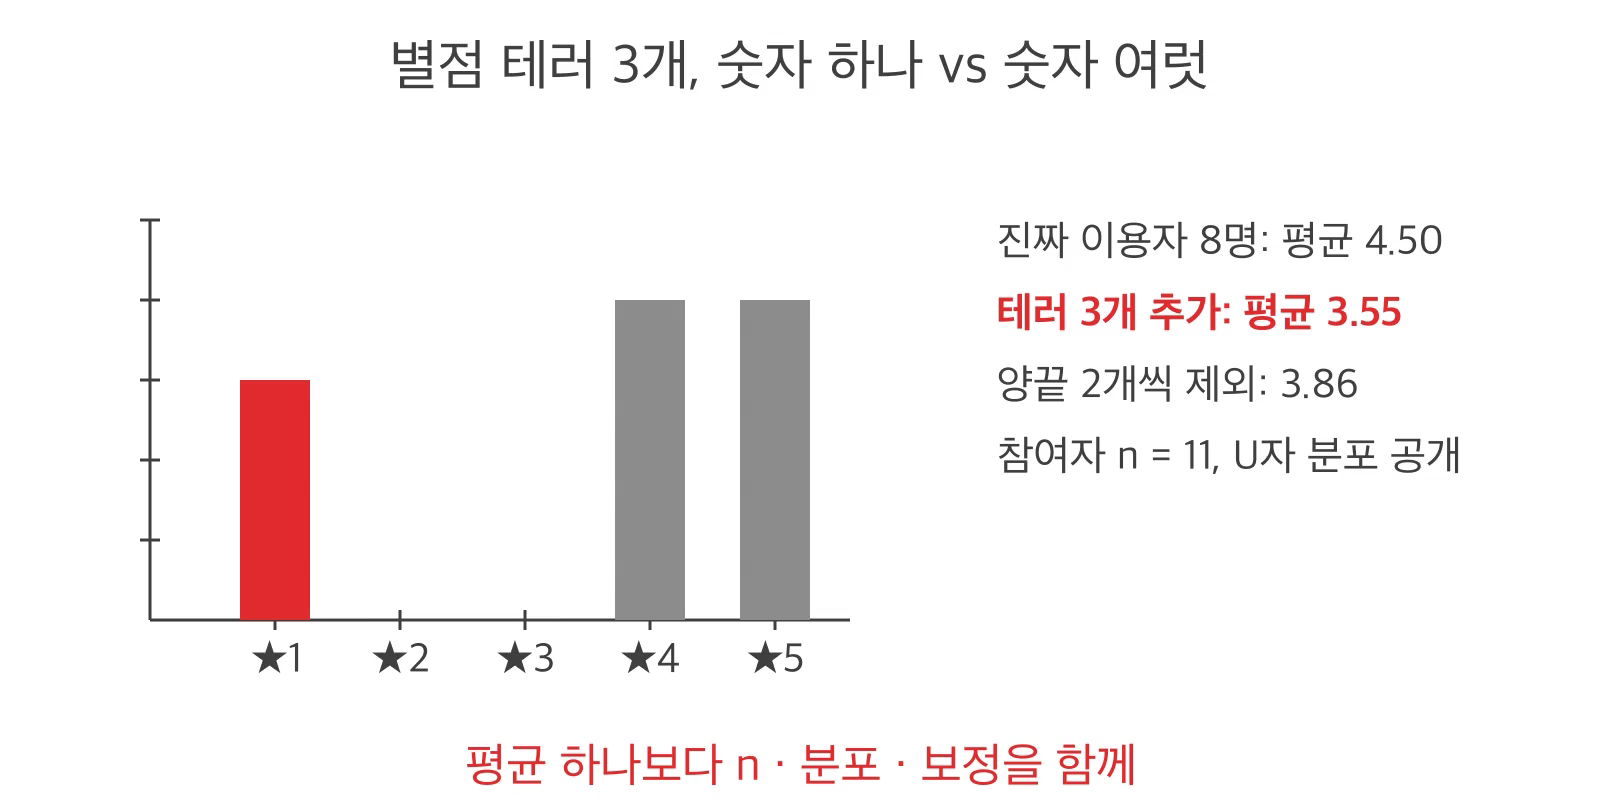 별점 테러 3개, 숫자 하나 vs 숫자 여럿
진짜 이용자 8명: 평균 4.50
테러 3개 추가: 평균 3.55
양끝 2개씩 제외: 3.86
참여자 n = 11, U자 분포 공개
★1 ★2 ★3 ★4 ★5
평균 하나보다 n · 분포 · 보정을 함께